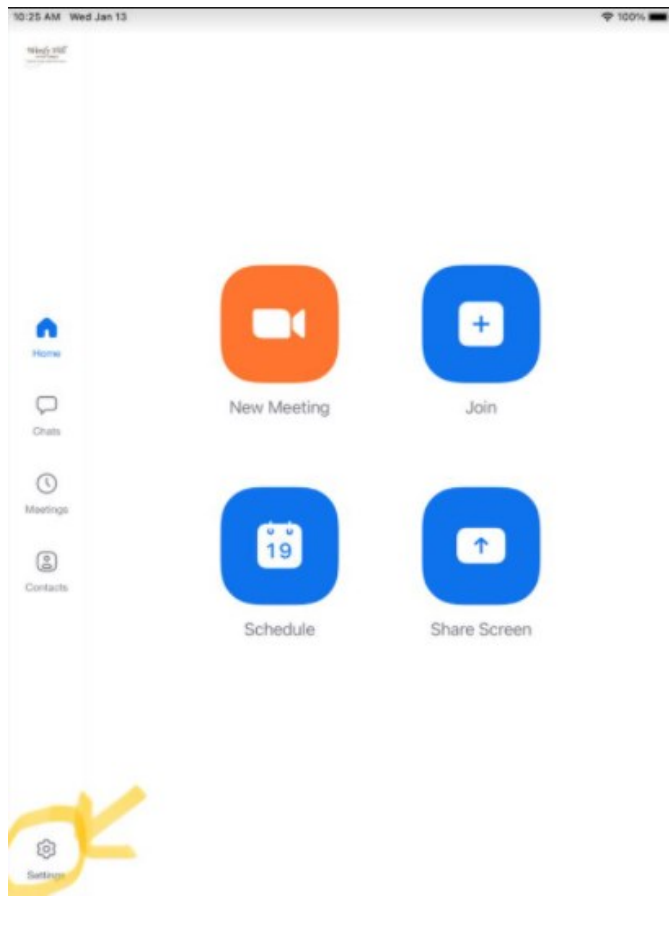 10:25 AM Wed Jan 13
100%
Home
New Meeting
Join
Chats
Meetings
19
Contacts
Schedule
Share Screen
Settings